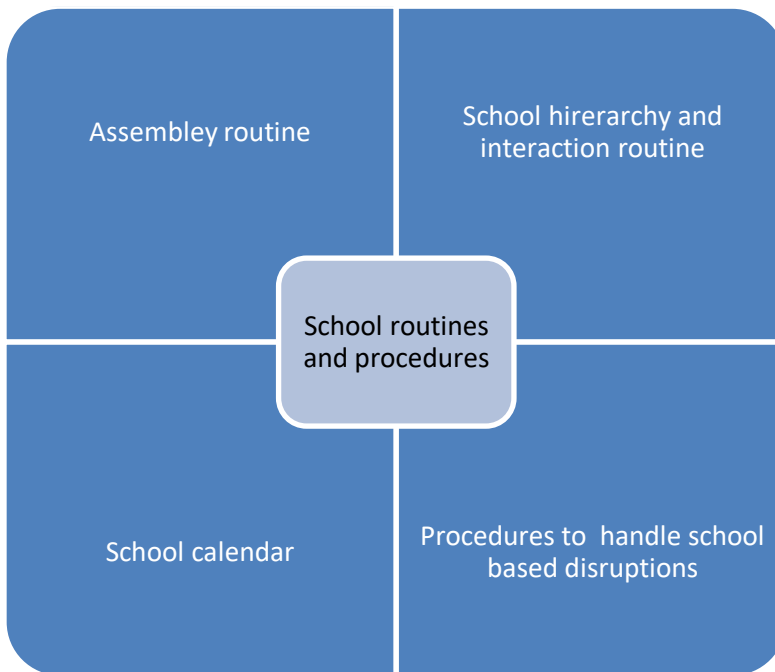 Assembley routine
School hirerarchy and
interaction routine
School routines
and procedures
School calendar
Procedures to  handle school
based disruptions